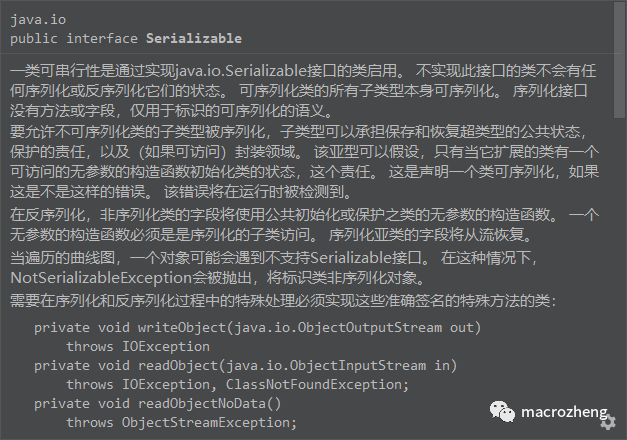 java.io
public interface Serializable
一类可串行性是通过实现java.io.Serializable接口的类启用。 不实现此接口的类不会有任
何序列化或反序列化它们的状态。 可序列化类的所有子类型本身可序列化。 序列化接口
没有方法或字段，仅用于标识的可序列化的语义。
要允许不可序列化类的子类型被序列化，子类型可以承担保存和恢复超类型的公共状态，
保护的责任，以及（如果可访问）封装领域。 该亚型可以假设，只有当它扩展的类有一个
可访问的无参数的构造函数初始化类的状态，这个责任。 这是声明一个类可序列化，如果
这是不是这样的错误。 该错误将在运行时被检测到。
在反序列化，非序列化类的字段将使用公共初始化或保护之类的无参数的构造函数。 一个
无参数的构造函数必须是是序列化的子类访问。 序列化亚类的字段将从流恢复。
当遍历的曲线图，一个对象可能会遇到不支持Serializable接口。 在这种情况下，
NotSerializableException会被抛出，将标识类非序列化对象。
需要在序列化和反序列化过程中的特殊处理必须实现这些准确签名的特殊方法的类：
private void writeObject(java.io.ObjectOutputStream out)
throws IOException
private void readObject(java.io.ObjectInputStream in)
throws IOException, ClassNotFoundException;
private void readObjectNoData()
throws ObjectStreamException;
macrozheng